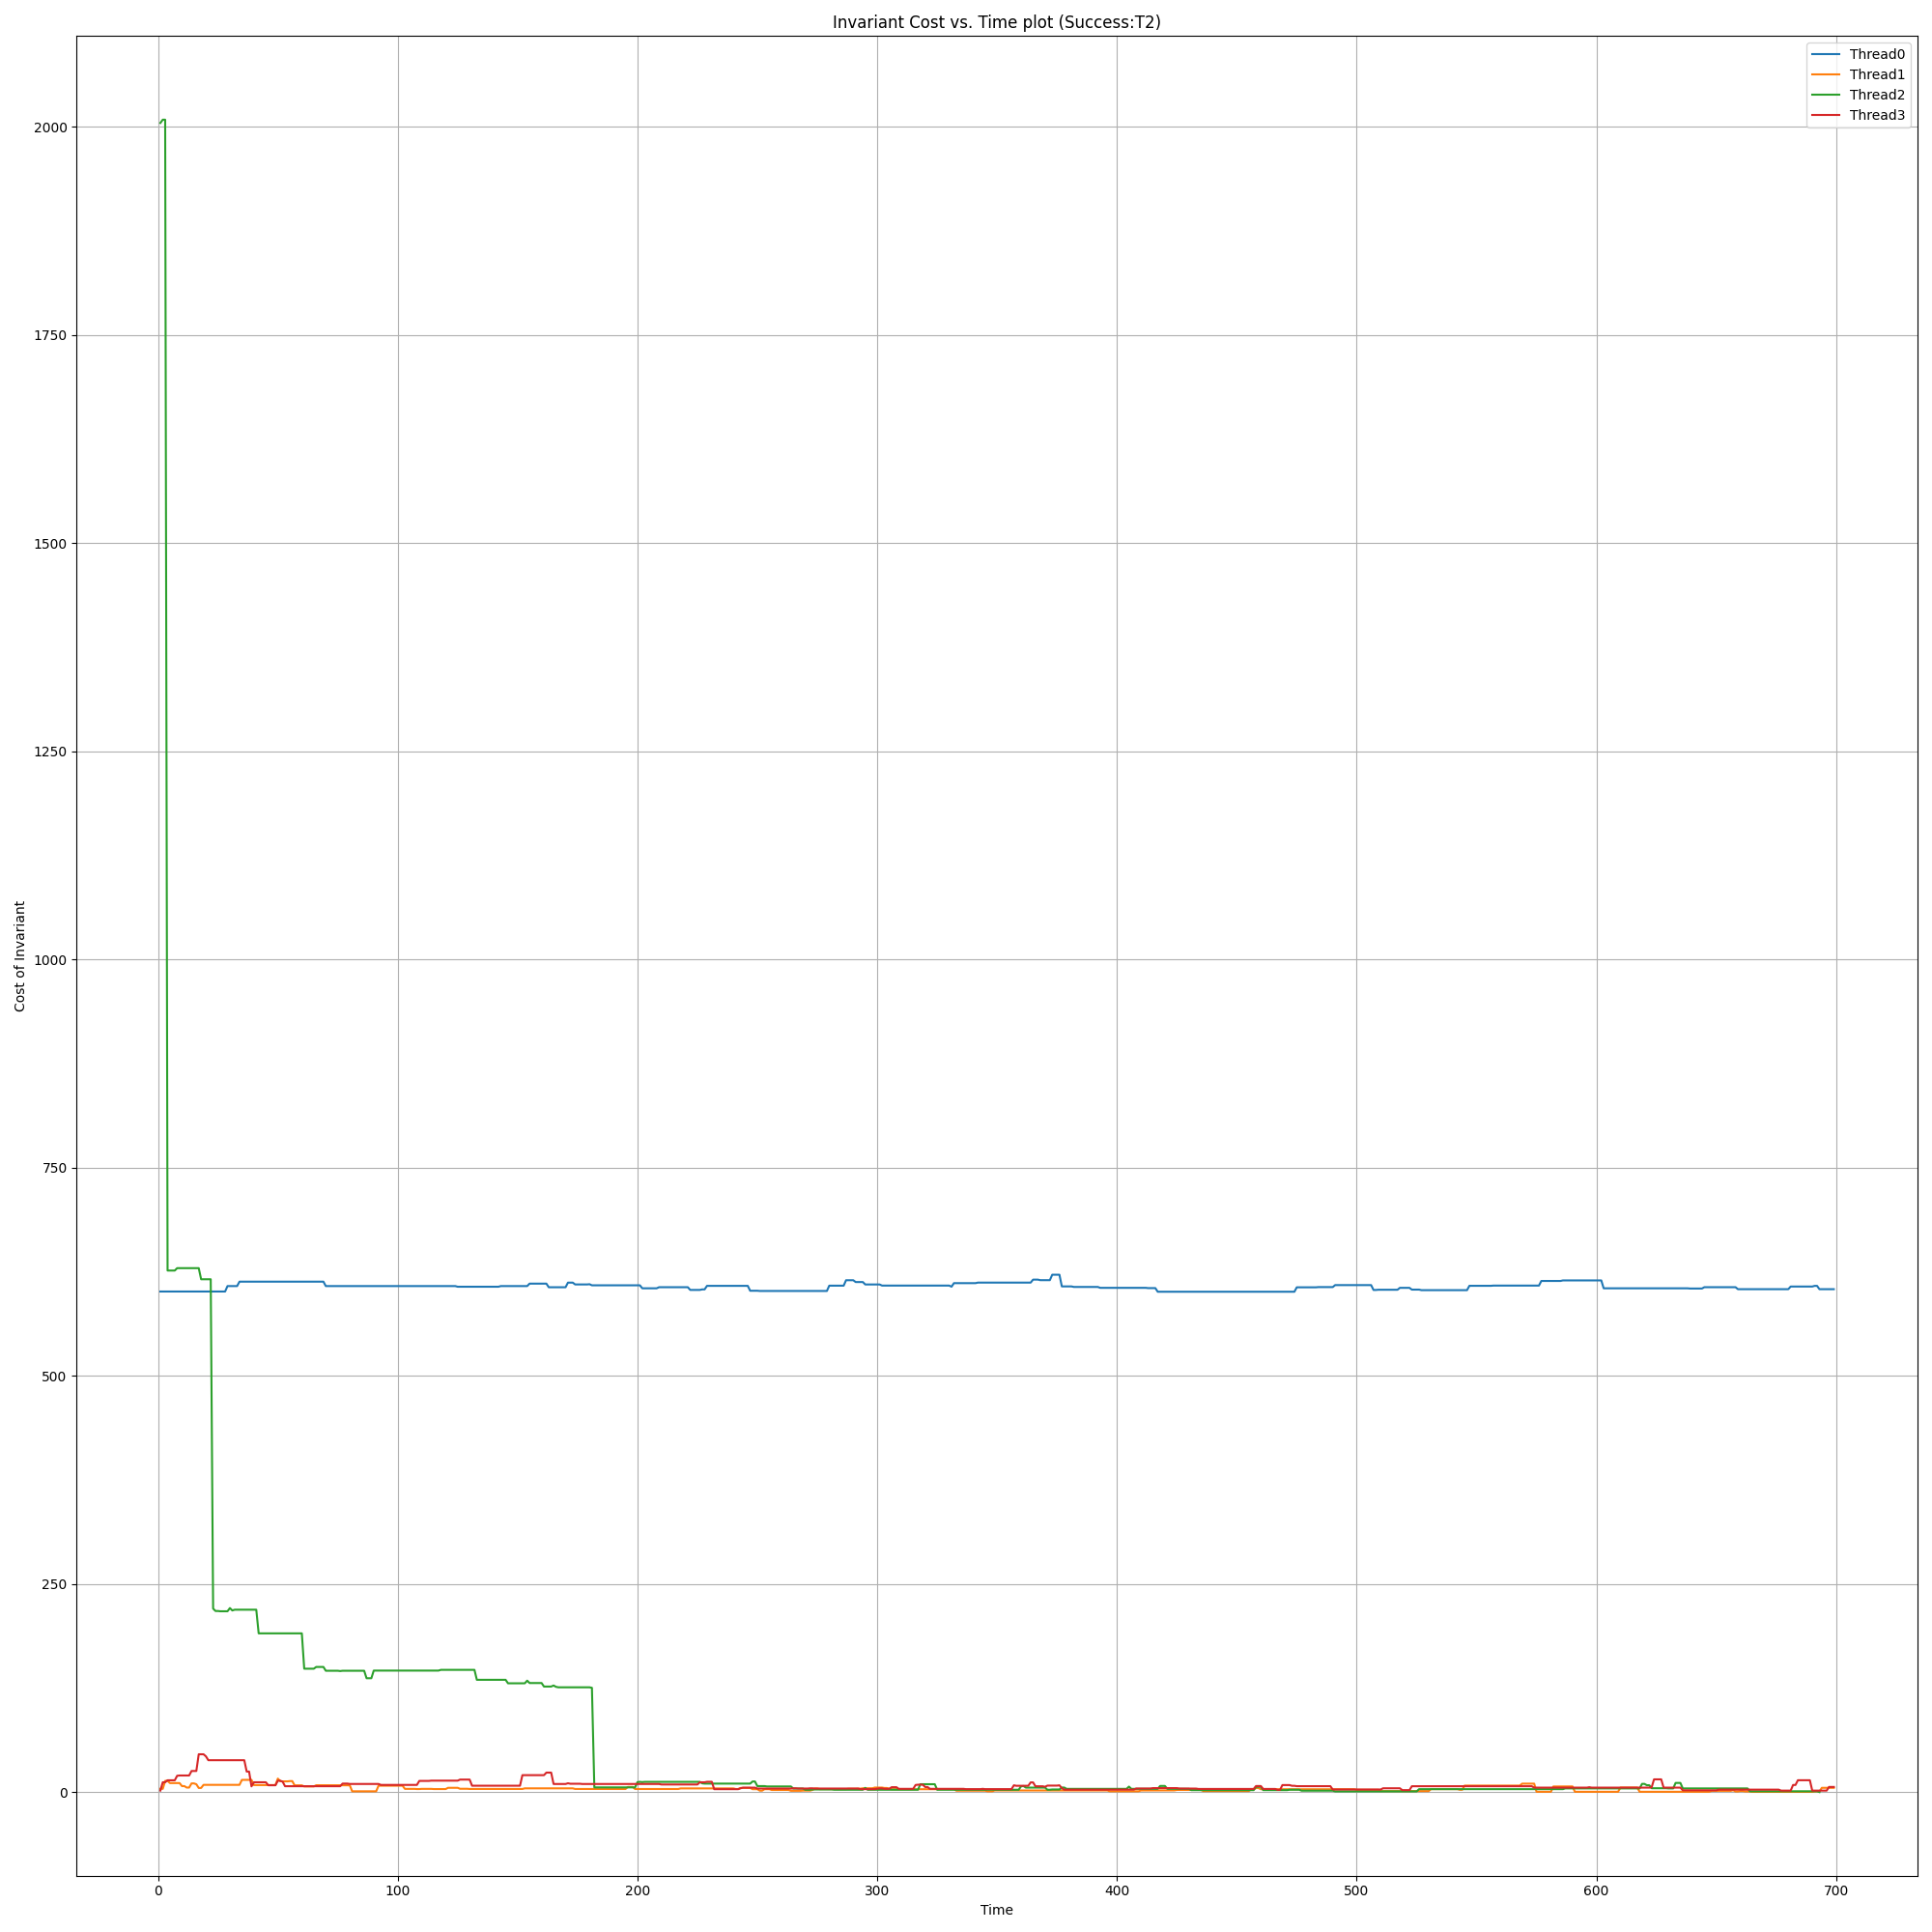 Invariant Cost vs. Time plot (Success:T2)
Thread0
Thread1
Thread2
Thread3
2000
1750
1500
1250
1000
750
500
250
0
Cost of Invariant
0 100 200 300 400 500 600 700
Time